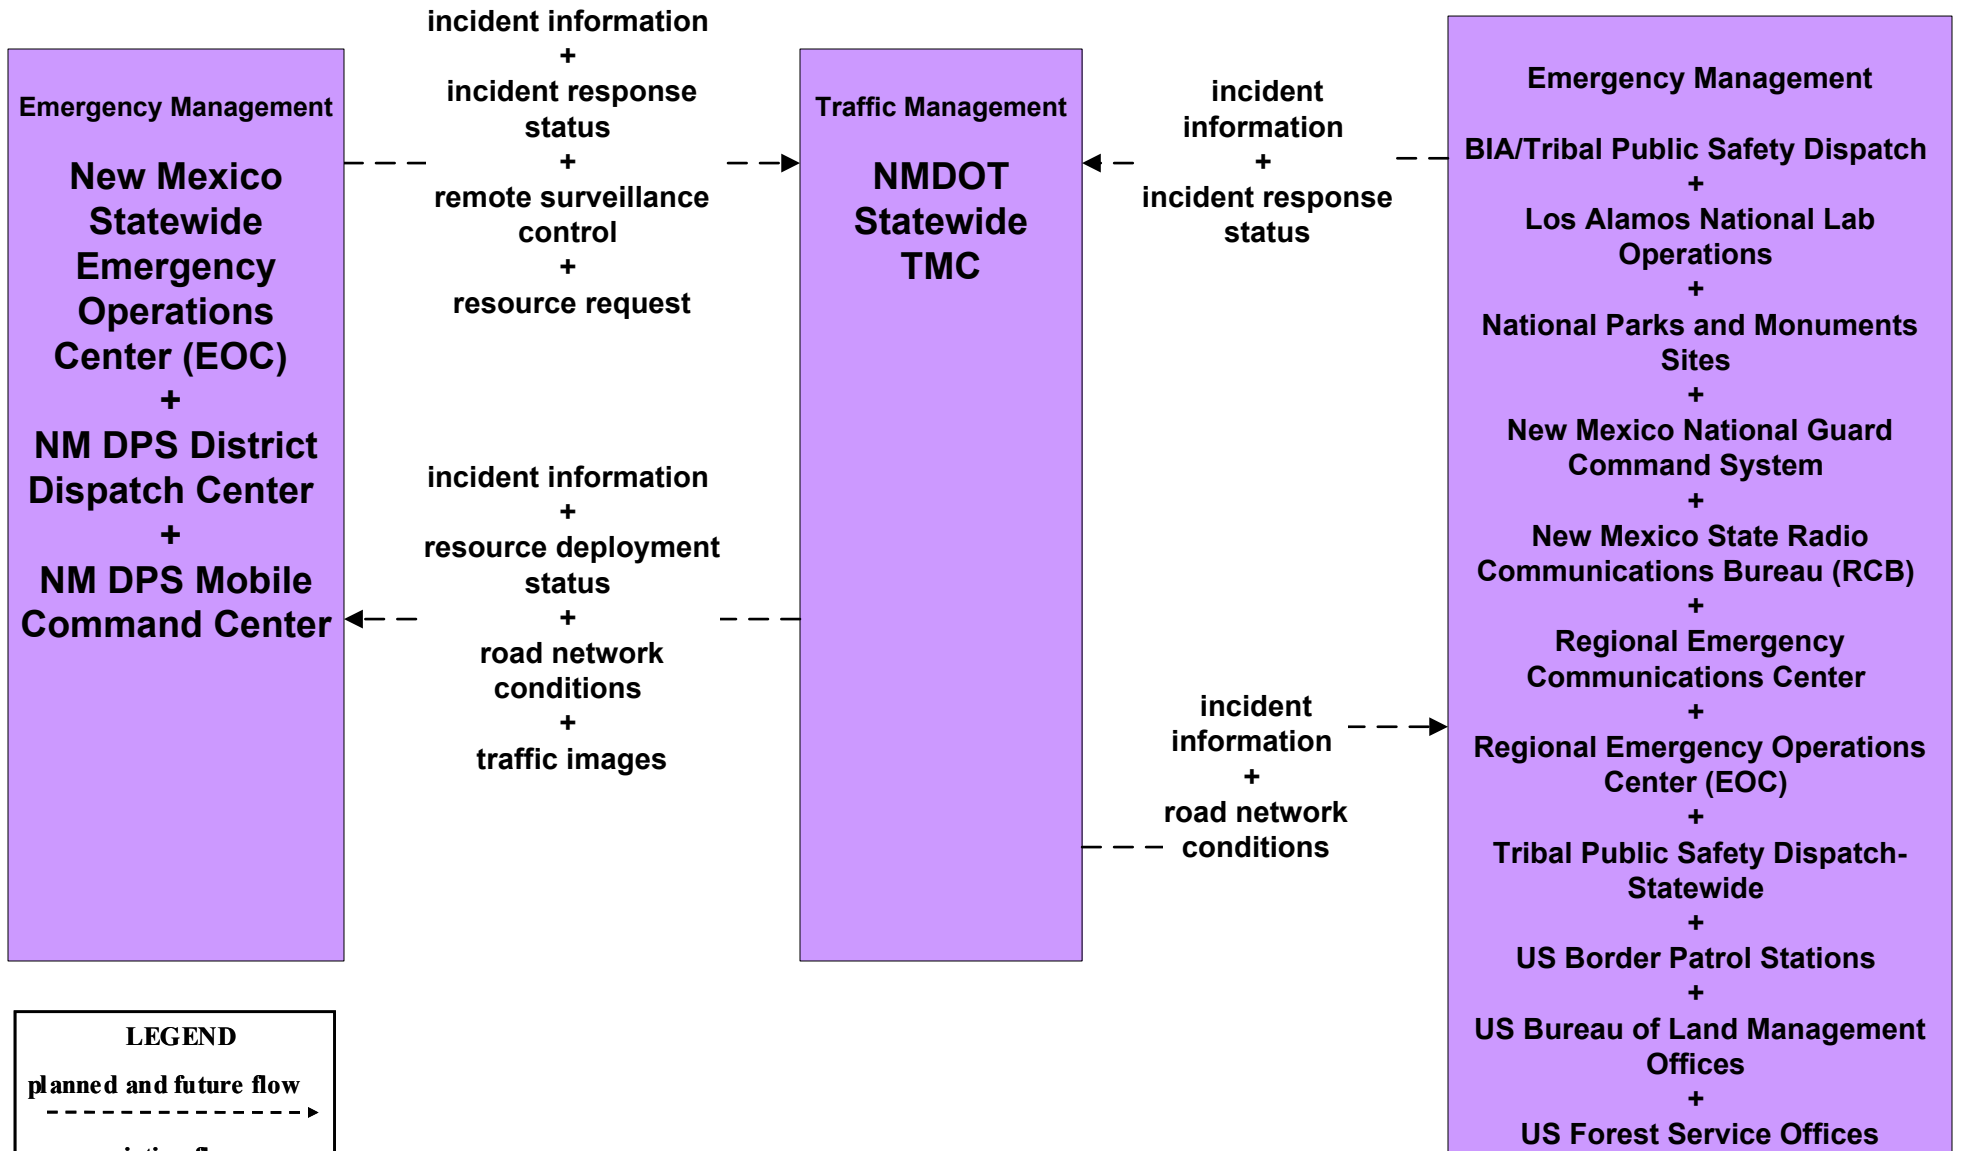 Emergency Management
New Mexico
Statewide
Emergency
Operations
Center (EOC)
+
NM DPS District
Dispatch Center
+
NM DPS Mobile
Command Center
incident information
+
incident response
status
+
remote surveillance
control
+
resource request
incident information
+
resource deployment
status
+
road network
conditions
+
traffic images
Traffic Management
NMDOT
Statewide
TMC
incident
information
+
incident response
status
incident
information
+
road network
conditions
Emergency Management
BIA/Tribal Public Safety Dispatch
+
Los Alamos National Lab
Operations
+
National Parks and Monuments
Sites
+
New Mexico National Guard
Command System
+
New Mexico State Radio
Communications Bureau (RCB)
+
Regional Emergency
Communications Center
+
Regional Emergency Operations
Center (EOC)
+
Tribal Public Safety Dispatch-
Statewide
+
US Border Patrol Stations
+
US Bureau of Land Management
Offices
+
US Forest Service Offices
LEGEND
planned and future flow